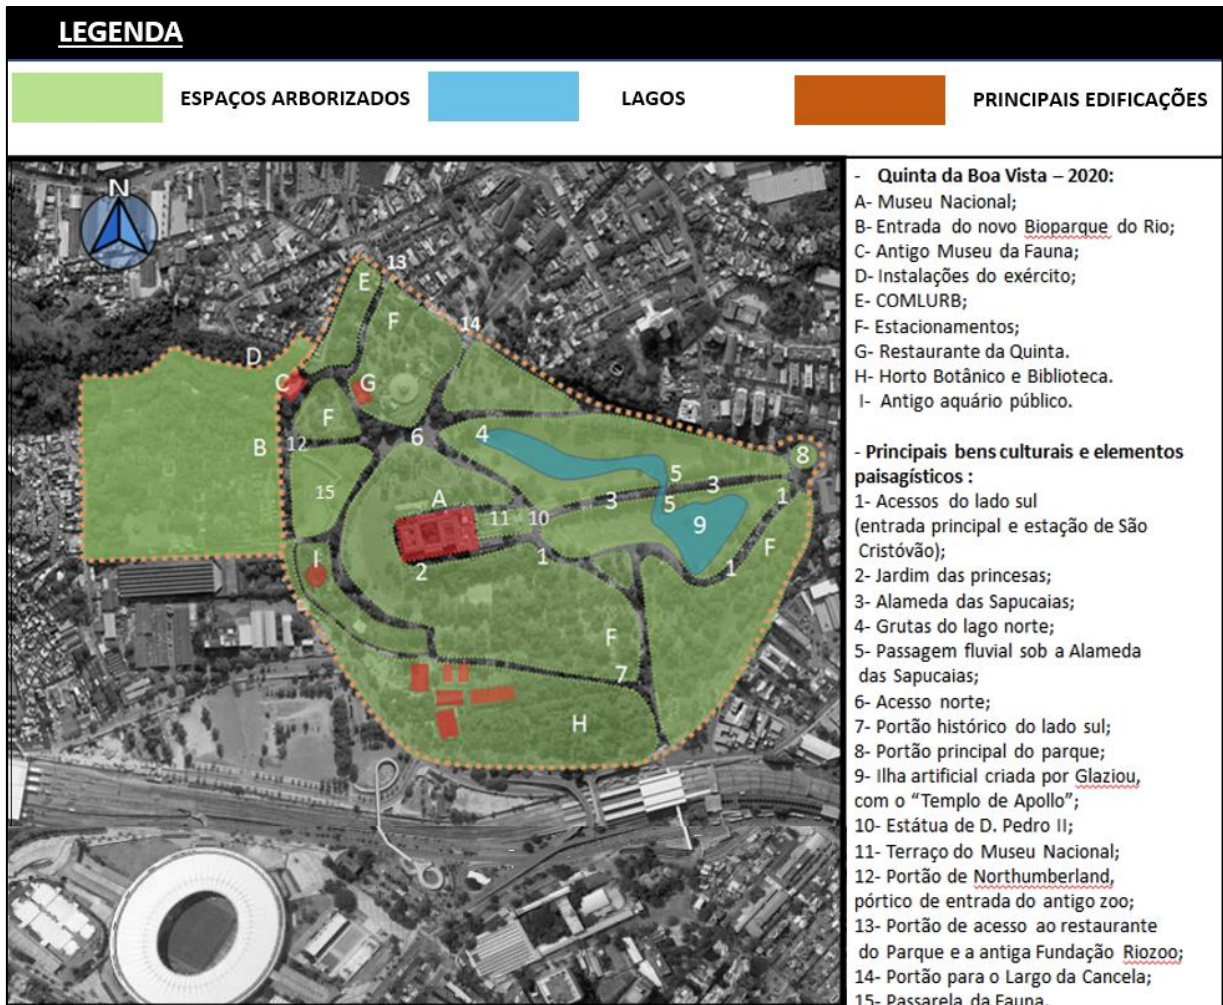 LEGENDA
ESPAÇOS ARBORIZADOS LAGOS PRINCIPAIS EDIFICAÇÕES
- Quinta da Boa Vista – 2020:
A- Museu Nacional;
B- Entrada do novo Bioparque do Rio;
C- Antigo Museu da Fauna;
D- Instalações do exército;
E- COMLURB;
F- Estacionamentos;
G- Restaurante da Quinta.
H- Horto Botânico e Biblioteca.
I- Antigo aquário público.
- Principais bens culturais e elementos
paisagísticos :
1- Acessos do lado sul
(entrada principal e estação de São
Cristóvão);
2- Jardim das princesas;
3- Alameda das Sapucaias;
4- Grutas do lago norte;
5- Passagem fluvial sob a Alameda
das Sapucaias;
6- Acesso norte;
7- Portão histórico do lado sul;
8- Portão principal do parque;
9- Ilha artificial criada por Glaziou,
com o “Templo de Apollo”;
10- Estátua de D. Pedro II;
11- Terraço do Museu Nacional;
12- Portão de Northumberland,
pórtico de entrada do antigo zoo;
13- Portão de acesso ao restaurante
do Parque e a antiga Fundação Riozoo;
14- Portão para o Largo da Cancela;
15- Passarela da Fauna.
N
13
E
F
14
D
C
G
F
B
12
6
4
8
15
A
5
3
1
11
10
3
5
9
F
I
2
1
1
F
7
H